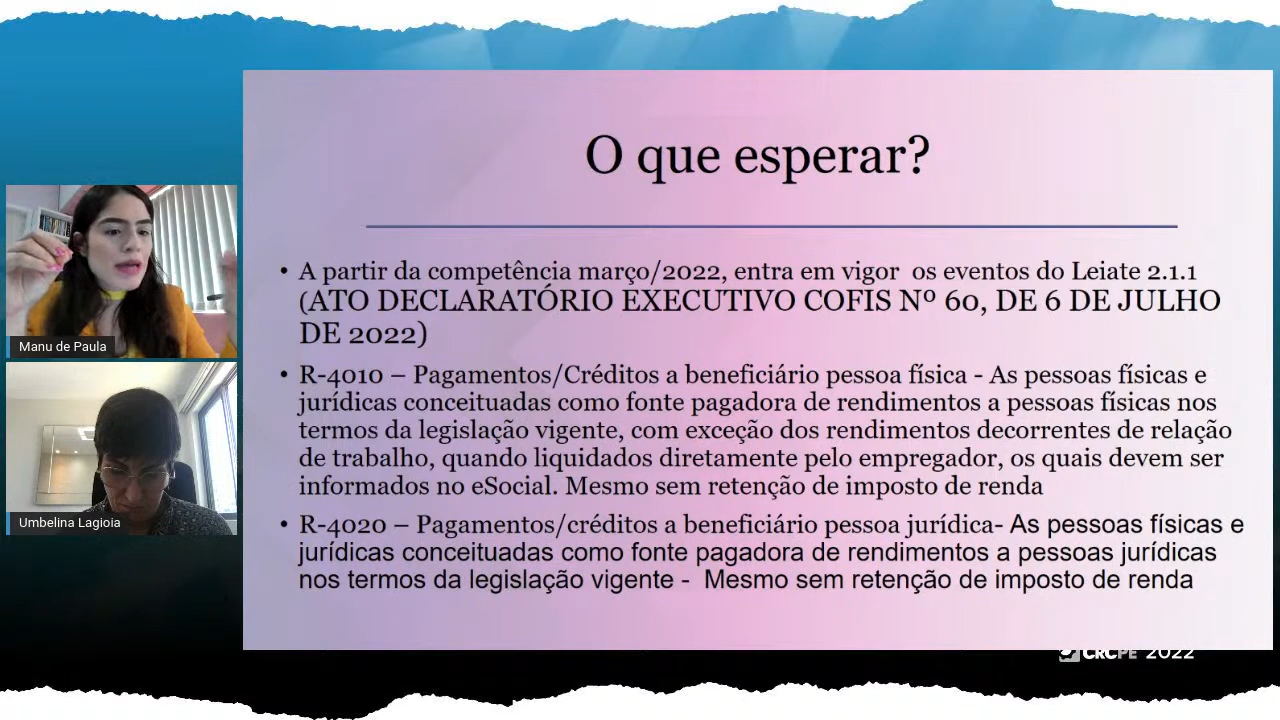 O que esperar?
• A partir da competência março/2022, entra em vigor os eventos do Leiate 2.1.1
(ATO DECLARATÓRIO EXECUTIVO COFIS Nº 60, DE 6 DE JULHO
DE 2022)
• R-4010 – Pagamentos/Créditos a beneficiário pessoa física - As pessoas físicas e
jurídicas conceituadas como fonte pagadora de rendimentos a pessoas físicas nos
termos da legislação vigente, com exceção dos rendimentos decorrentes de relação
de trabalho, quando liquidados diretamente pelo empregador, os quais devem ser
informados no eSocial. Mesmo sem retenção de imposto de renda
• R-4020 – Pagamentos/créditos a beneficiário pessoa jurídica- As pessoas físicas e
jurídicas conceituadas como fonte pagadora de rendimentos a pessoas jurídicas
nos termos da legislação vigente - Mesmo sem retenção de imposto de renda
Manu de Paula
Umbelina Lagioia
CRCPE 2022